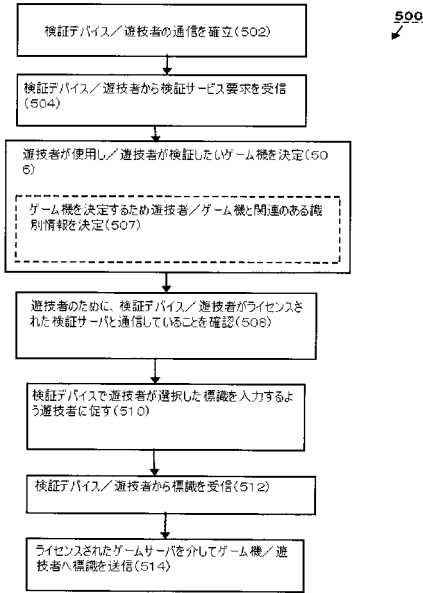 500
検証デバイス／遊技者の通信を確立(502)
検証デバイス／遊技者から検証サービス要求を受信
(504)
遊技者が使用し／遊技者が検証したいゲーム機を決定(50
6)
ゲーム機を決定するため遊技者／ゲーム機と関連のある識
別情報を決定(507)
遊技者のために、検証デバイス／遊技者がライセンスさ
れた検証サーバと通信していることを確認(508)
検証デバイスで遊技者が選択した標識を入力するよ
う遊技者に促す(510)
検証デバイス／遊技者から標識を受信(512)
ライセンスされたゲームサーバを介してゲーム機／遊
技者へ標識を送信(514)